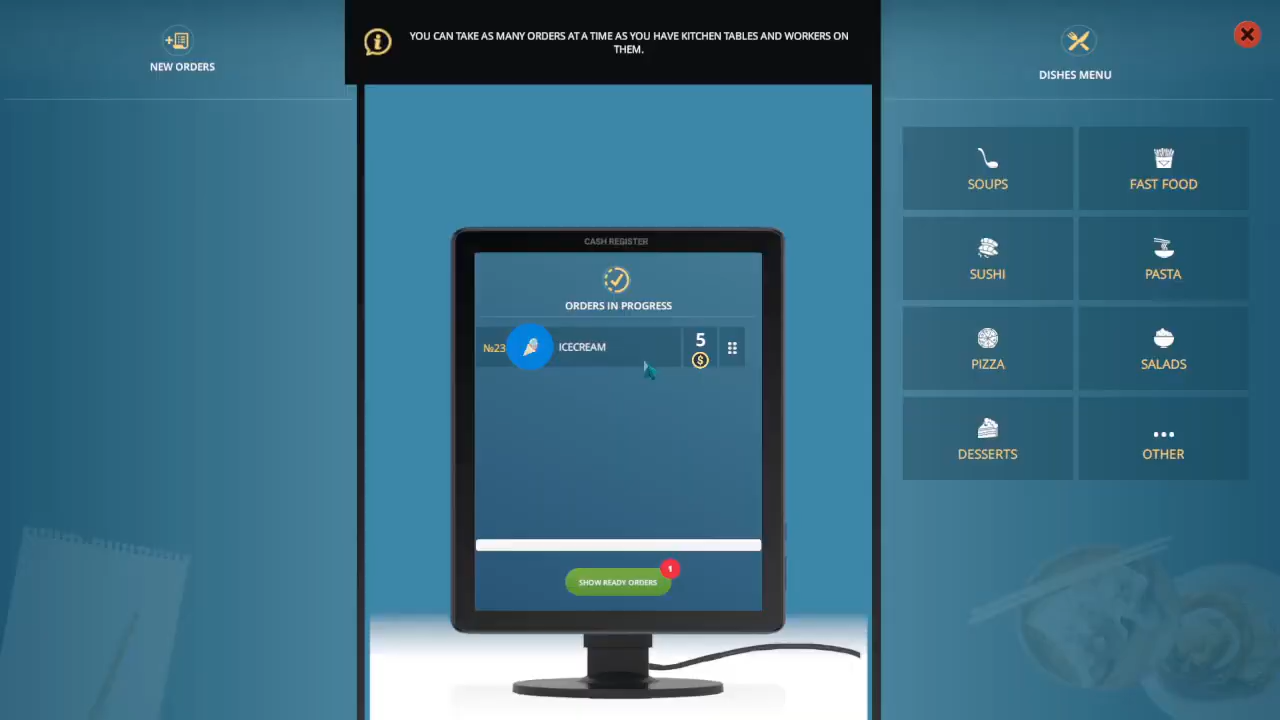 NEW ORDERS
YOU CAN TAKE AS MANY ORDERS AT A TIME AS YOU HAVE KITCHEN TABLES AND WORKERS ON
THEM.
DISHES MENU
SOUPS
FAST FOOD
SUSHI
PASTA
PIZZA
SALADS
DESSERTS
OTHER
CASH REGISTER
ORDERS IN PROGRESS
№23
ICECREAM
5
$
SHOW READY ORDERS
1